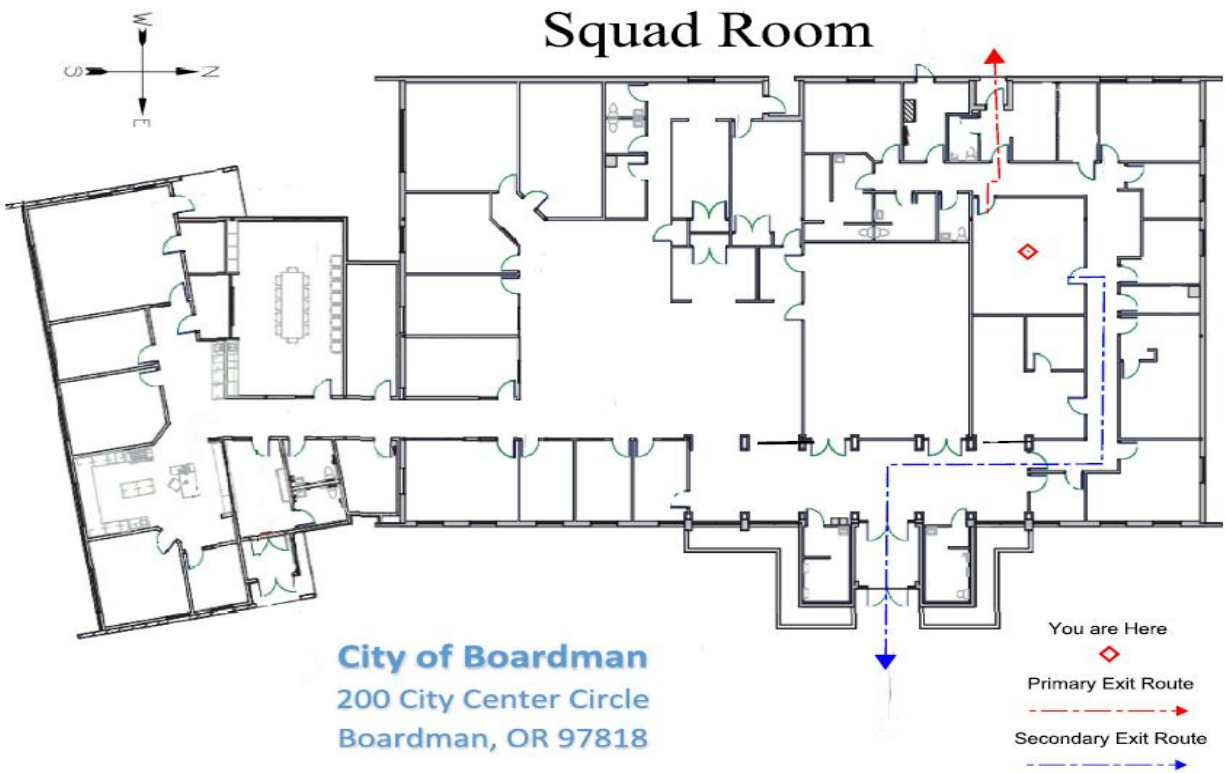 Squad Room
W
S
N
E
City of Boardman
200 City Center Circle
Boardman, OR 97818
You are Here
Primary Exit Route
Secondary Exit Route